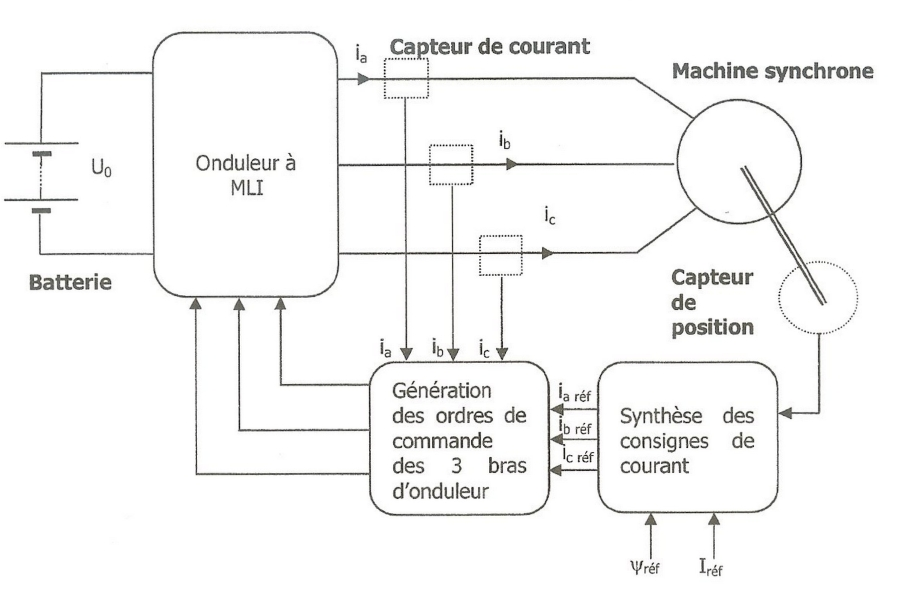 Capteur de courant
ia
Machine synchrone
ib
U0
Onduleur à
MLI
ic
Batterie
Capteur
de
position
ia
ib
ic
Génération
des ordres de
commande
des 3 bras
d'onduleur
ia réf
ib réf
ic réf
Synthèse des
consignes de
courant
Ψréf
Iréf